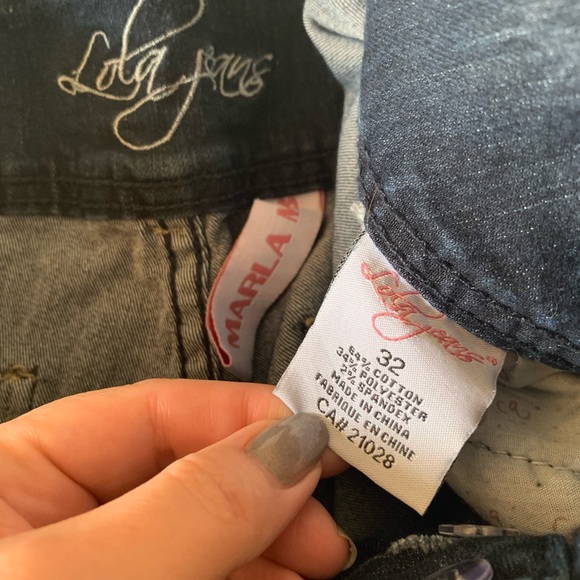 Lola jeans
MARLA
Lola Jeans®
32
64% COTTON
34% POLYESTER
2% SPANDEX
MADE IN CHINA
FABRIQUE EN CHINE
CA# 21028